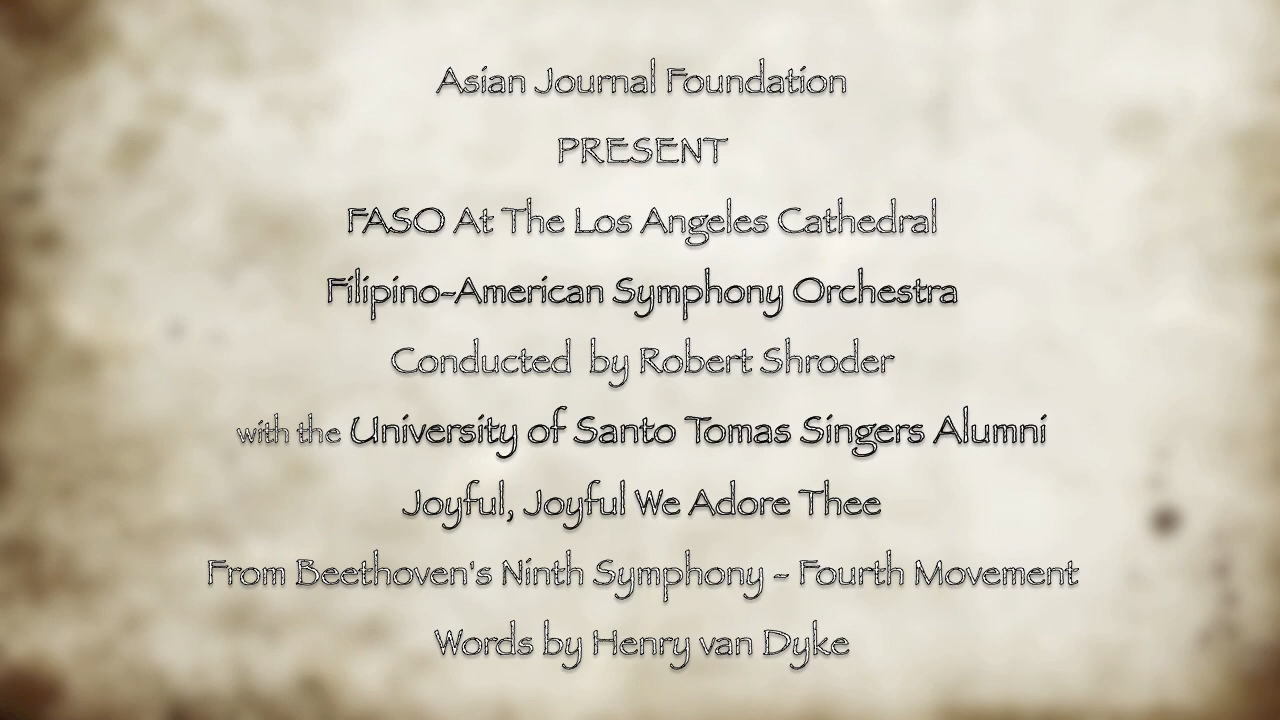 Asian Journal Foundation
PRESENT
FASO At The Los Angeles Cathedral
Filipino-American Symphony Orchestra
Conducted by Robert Shroder
with the University of Santo Tomas Singers Alumni
Joyful, Joyful We Adore Thee
From Beethoven's Ninth Symphony - Fourth Movement
Words by Henry van Dyke